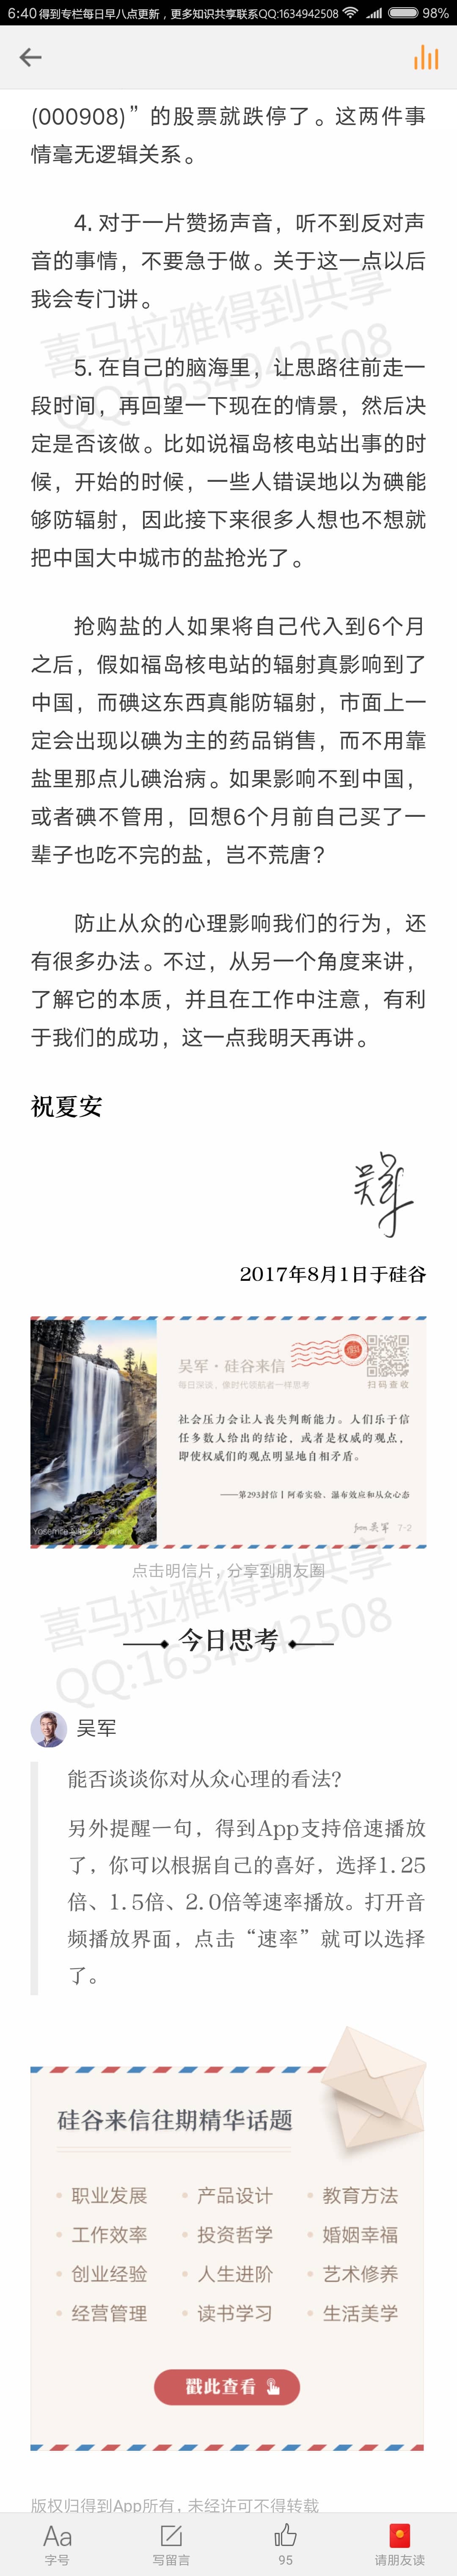 6:40 得到专栏每日早八点更新，更多知识共享联系QQ:1634942508 98%
(000908)”的股票就跌停了。这两件事
情毫无逻辑关系。
4. 对于一片赞扬声音，听不到反对声
音的事情，不要急于做。关于这一点以后
我会专门讲。
喜马拉雅得到共享
QQ:1634942508
5. 在自己的脑海里，让思路往前走一
段时间，再回望一下现在的情景，然后决
定是否该做。比如说福岛核电站出事的时
候，开始的时候，一些人错误地以为碘能
够防辐射，因此接下来很多人想也不想就
把中国大中城市的盐抢光了。
抢购盐的人如果将自己代入到6个月
之后，假如福岛核电站的辐射真影响到了
中国，而碘这东西真能防辐射，市面上一
定会出现以碘为主的药品销售，而不用靠
盐里那点儿碘治病。如果影响不到中国，
或者碘不管用，回想6个月前自己买了一
辈子也吃不完的盐，岂不荒唐？
防止从众的心理影响我们的行为，还
有很多办法。不过，从另一个角度来讲，
了解它的本质，并且在工作中注意，有利
于我们的成功，这一点我明天再讲。
祝夏安
吴军
2017年8月1日于硅谷
吴军·硅谷来信
每日深谈，像时代领航者一样思考
扫码查收
社会压力会让人丧失判断能力。人们乐于信
任多数人给出的结论，或者是权威的观点，
即使权威们的观点明显地自相矛盾。
——第293封信丨阿希实验、瀑布效应和从众心态
Yosemite National Park
吴军 7-2
点击明信片，分享到朋友圈
喜马拉雅得到共享
QQ:1634942508
今日思考
吴军
能否谈谈你对从众心理的看法？
另外提醒一句，得到App支持倍速播放
了，你可以根据自己的喜好，选择1.25
倍、1.5倍、2.0倍等速率播放。打开音
频播放界面，点击“速率”就可以选择
了。
硅谷来信往期精华话题
职业发展 产品设计 教育方法
工作效率 投资哲学 婚姻幸福
创业经验 人生进阶 艺术修养
经营管理 读书学习 生活美学
戳此查看
版权归得到App所有，未经许可不得转载
Aa 95
字号 写留言 请朋友读